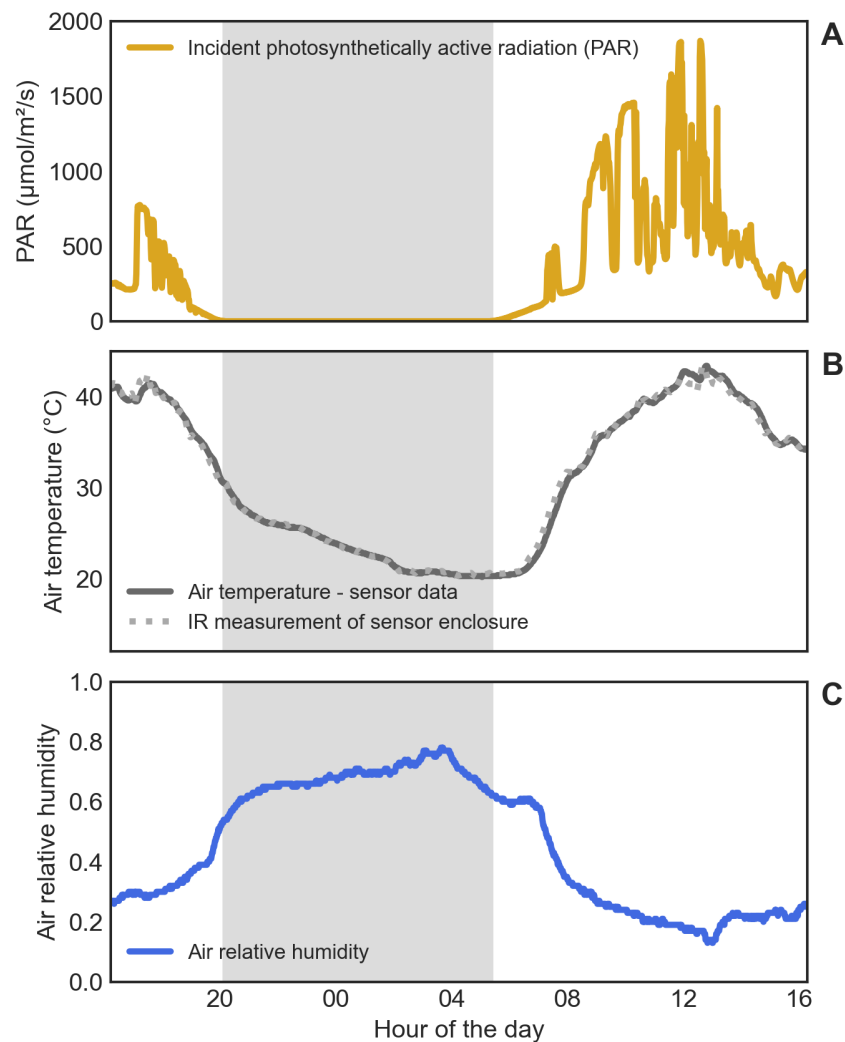 2000
1500
1000
500
0
PAR (µmol/m²/s)
Incident photosynthetically active radiation (PAR)
A
40
30
20
Air temperature (°C)
Air temperature - sensor data
IR measurement of sensor enclosure
B
1.0
0.8
0.6
0.4
0.2
0.0
Air relative humidity
Air relative humidity
C
20 00 04 08 12 16
Hour of the day